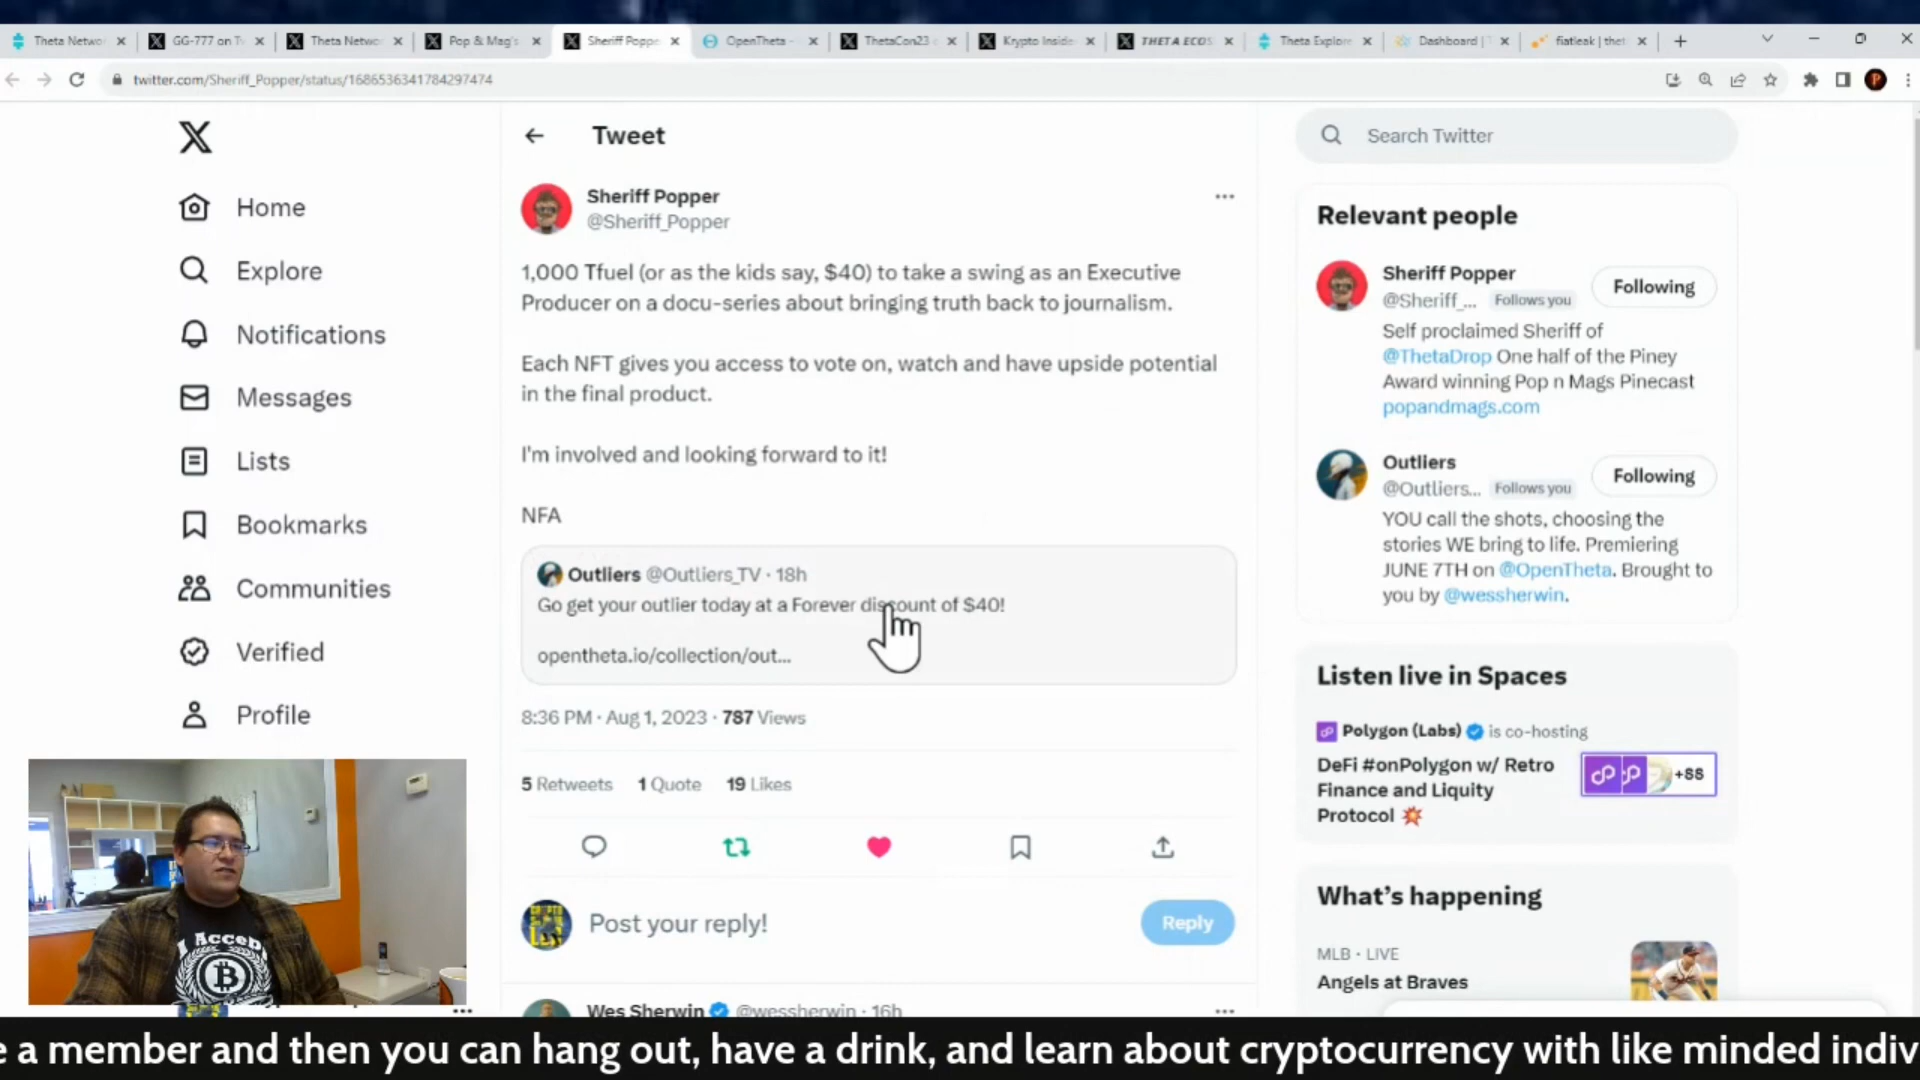 Theta Netwo
GG-777 on Tv
Theta Netwo
Pop & Mag's
Sheriff Poppe
OpenTheta -
ThetaCon23
Krypto Inside
THETA ECOS
Theta Explore
Dashboard |
fiatleak | thet
twitter.com/Sheriff_Popper/status/1686536341784297474
X
Home
Explore
Notifications
Messages
Lists
Bookmarks
Communities
Verified
Profile
Tweet
Sheriff Popper
@Sheriff_Popper
1,000 Tfuel (or as the kids say, $40) to take a swing as an Executive
Producer on a docu-series about bringing truth back to journalism.
Each NFT gives you access to vote on, watch and have upside potential
in the final product.
I'm involved and looking forward to it!
NFA
Outliers @Outliers_TV · 18h
Go get your outlier today at a Forever discount of $40!
opentheta.io/collection/out...
8:36 PM · Aug 1, 2023 · 787 Views
5 Retweets 1 Quote 19 Likes
Post your reply!
Reply
Wes Sherwin @wessherwin · 16h
Search Twitter
Relevant people
Sheriff Popper
@Sheriff_... Follows you
Following
Self proclaimed Sheriff of
@ThetaDrop One half of the Piney
Award winning Pop n Mags Pinecast
popandmags.com
Outliers
@Outliers... Follows you
Following
YOU call the shots, choosing the
stories WE bring to life. Premiering
JUNE 7TH on @OpenTheta. Brought to
you by @wessherwin.
Listen live in Spaces
Polygon (Labs) is co-hosting
DeFi #onPolygon w/ Retro
Finance and Liquity
Protocol
+88
What's happening
MLB · LIVE
Angels at Braves
I Accept
e a member and then you can hang out, have a drink, and learn about cryptocurrency with like minded indiv